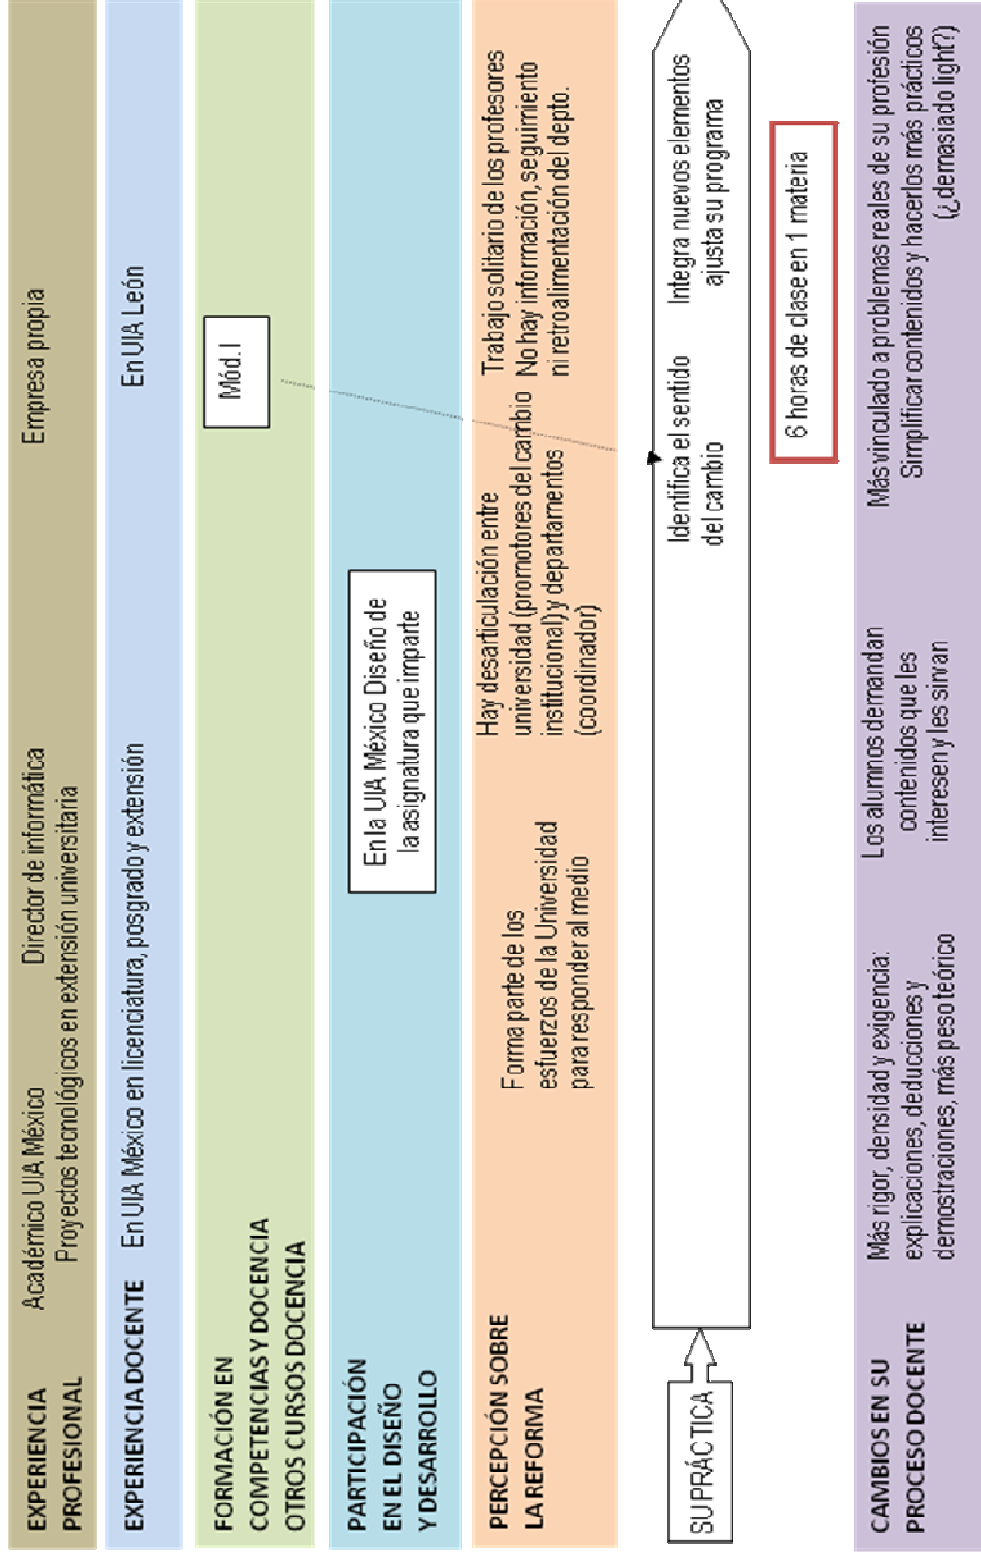 EXPERIENCIA
PROFESIONAL
Académico UIA México
Director de informática
Empresa propia
Proyectos tecnológicos en extensión universitaria
EXPERIENCIA DOCENTE
En UIA México en licenciatura, posgrado y extensión
En UIA León
FORMACIÓN EN
COMPETENCIAS Y DOCENCIA
OTROS CURSOS DOCENCIA
Mód. I
PARTICIPACIÓN
EN EL DISEÑO
Y DESARROLLO
En la UIA México Diseño de
la asignatura que imparte
PERCEPCIÓN SOBRE
LA REFORMA
Forma parte de los
esfuerzos de la Universidad
para responder al medio
Hay desarticulación entre
universidad (promotores del cambio
institucional) y departamentos
(coordinador)
Trabajo solitario de los profesores
No hay información, seguimiento
ni retroalimentación del depto.
SU PRÁCTICA
Identifica el sentido
del cambio
Integra nuevos elementos
ajusta su programa
6 horas de clase en 1 materia
CAMBIOS EN SU
PROCESO DOCENTE
Más rigor, densidad y exigencia:
explicaciones, deducciones y
demostraciones, más peso teórico
Los alumnos demandan
contenidos que les
interesen y les sirvan
Más vinculado a problemas reales de su profesión
Simplificar contenidos y hacerlos más prácticos
(¿demasiado light?)